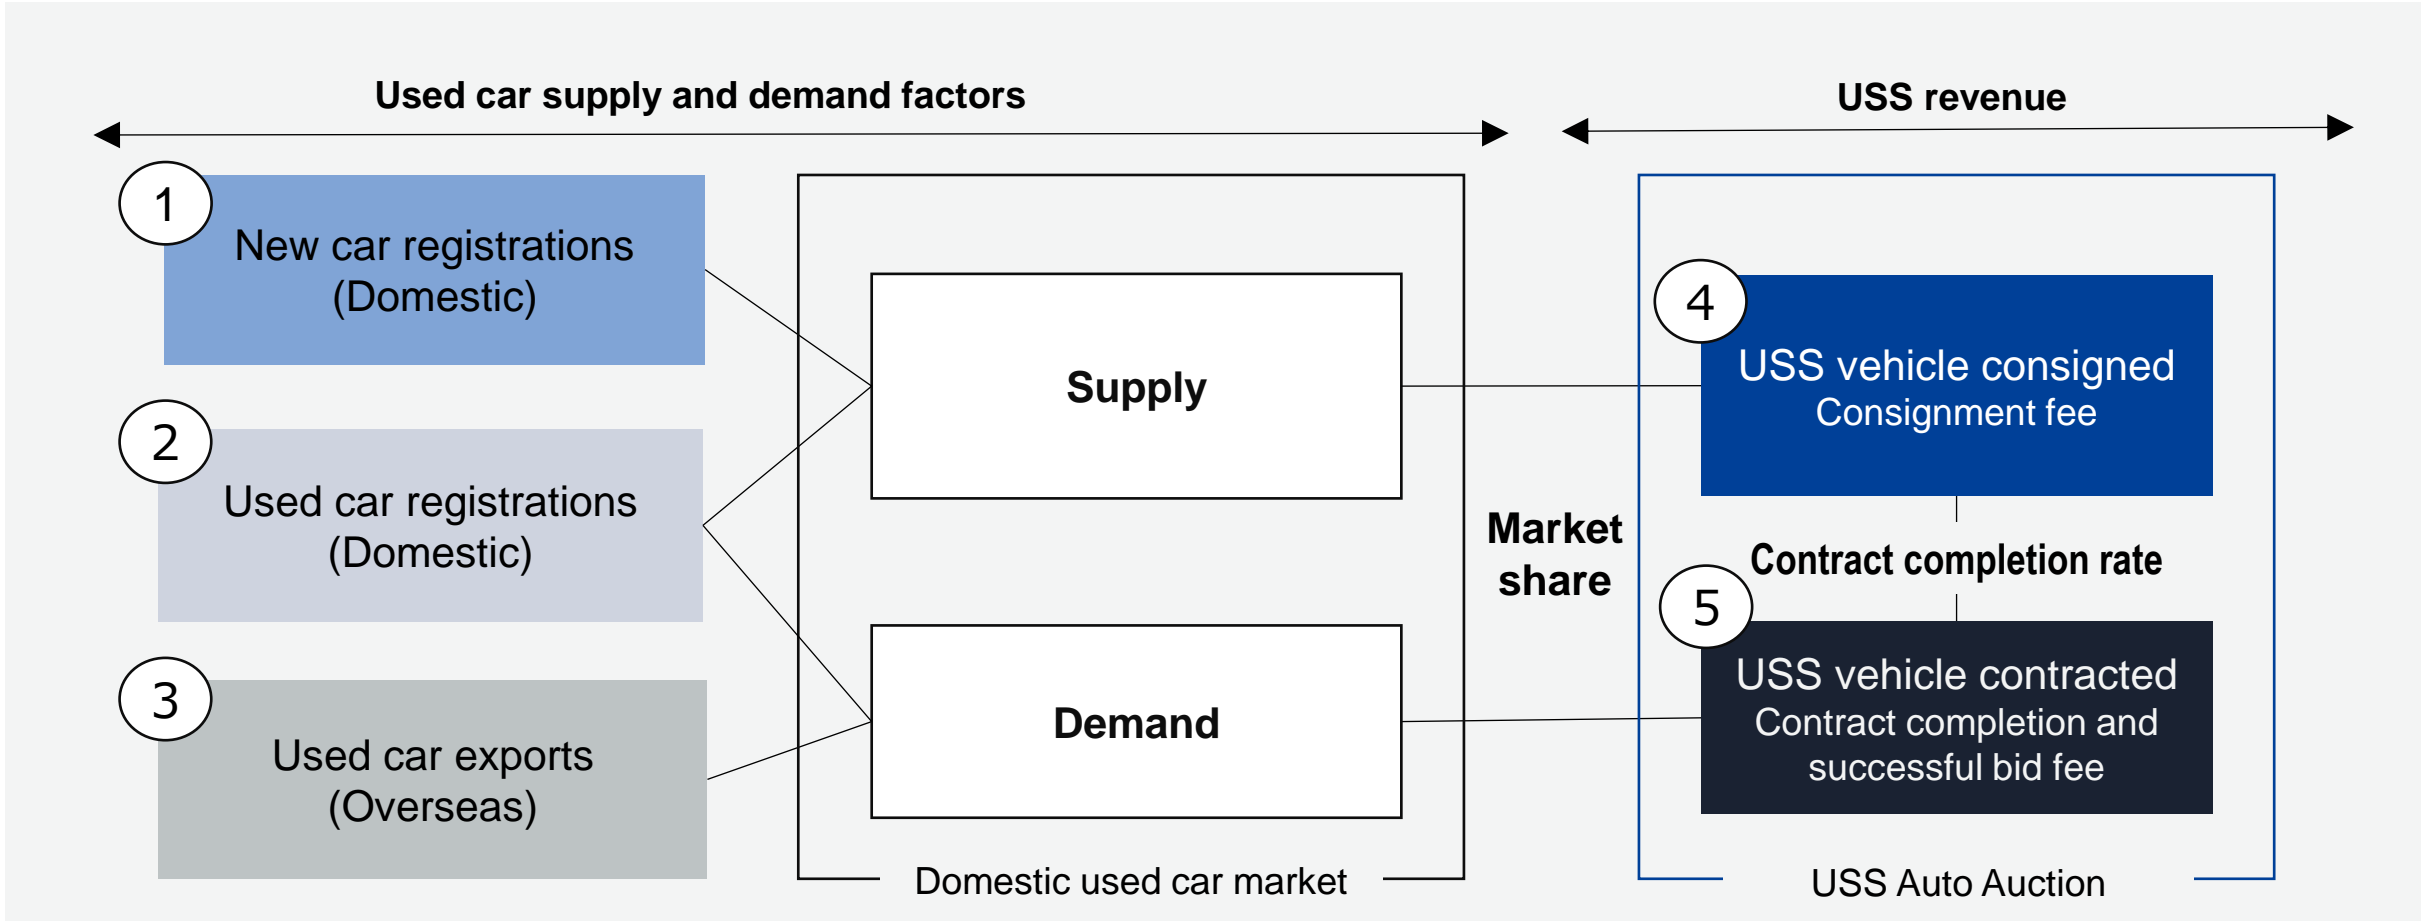 Used car supply and demand factors
USS revenue
1
New car registrations
(Domestic)
2
Used car registrations
(Domestic)
3
Used car exports
(Overseas)
Supply
Demand
Domestic used car market
Market
share
4
USS vehicle consigned
Consignment fee
Contract completion rate
5
USS vehicle contracted
Contract completion and
successful bid fee
USS Auto Auction